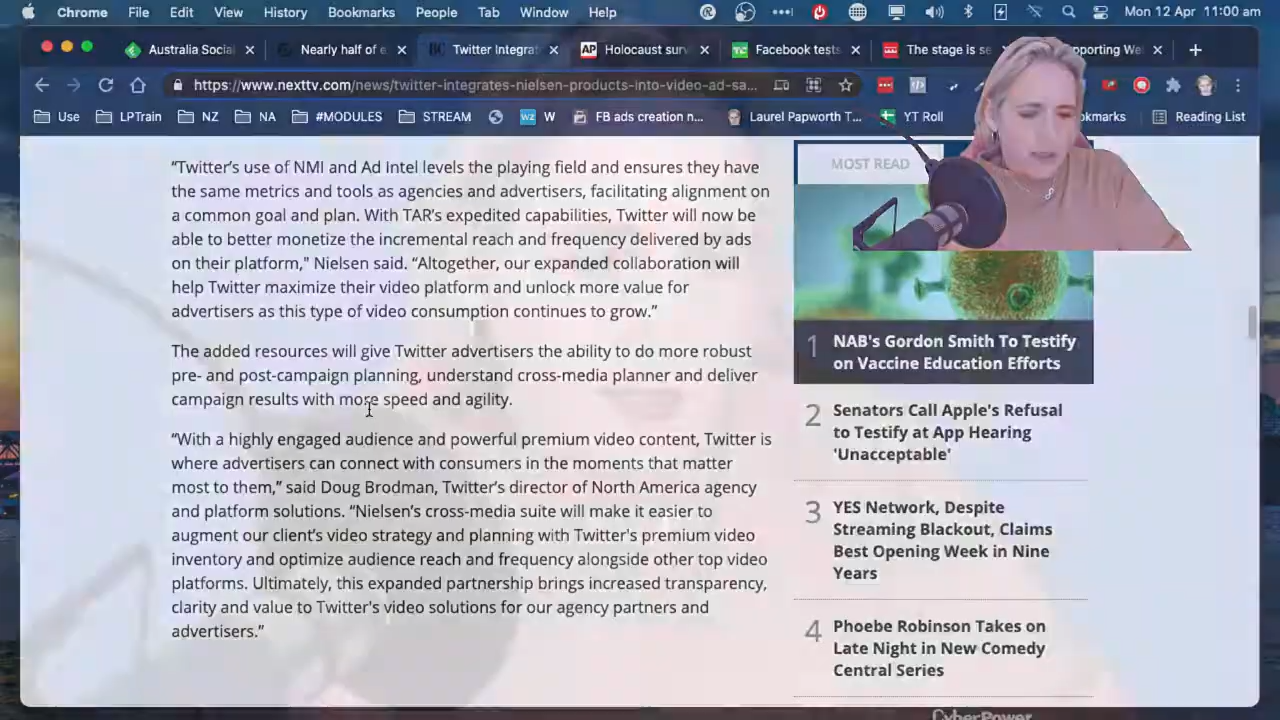 Chrome File Edit View History Bookmarks People Tab Window Help Mon 12 Apr 11:00 am
Australia Social Nearly half of e Twitter Integrat AP Holocaust surv TC Facebook tests The stage is se pporting We
https://www.nexttv.com/news/twitter-integrates-nielsen-products-into-video-ad-sa...
Use LPTrain NZ NA #MODULES STREAM wz W FB ads creation n... Laurel Papworth T... YT Roll okmarks Reading List
“Twitter’s use of NMI and Ad Intel levels the playing field and ensures they have
the same metrics and tools as agencies and advertisers, facilitating alignment on
a common goal and plan. With TAR’s expedited capabilities, Twitter will now be
able to better monetize the incremental reach and frequency delivered by ads
on their platform,” Nielsen said. “Altogether, our expanded collaboration will
help Twitter maximize their video platform and unlock more value for
advertisers as this type of video consumption continues to grow.”
The added resources will give Twitter advertisers the ability to do more robust
pre- and post-campaign planning, understand cross-media planner and deliver
campaign results with more speed and agility.
“With a highly engaged audience and powerful premium video content, Twitter is
where advertisers can connect with consumers in the moments that matter
most to them,” said Doug Brodman, Twitter’s director of North America agency
and platform solutions. “Nielsen’s cross-media suite will make it easier to
augment our client’s video strategy and planning with Twitter's premium video
inventory and optimize audience reach and frequency alongside other top video
platforms. Ultimately, this expanded partnership brings increased transparency,
clarity and value to Twitter's video solutions for our agency partners and
advertisers.”
MOST READ
1 NAB's Gordon Smith To Testify
on Vaccine Education Efforts
2 Senators Call Apple's Refusal
to Testify at App Hearing
'Unacceptable'
3 YES Network, Despite
Streaming Blackout, Claims
Best Opening Week in Nine
Years
4 Phoebe Robinson Takes on
Late Night in New Comedy
Central Series
CyberPower